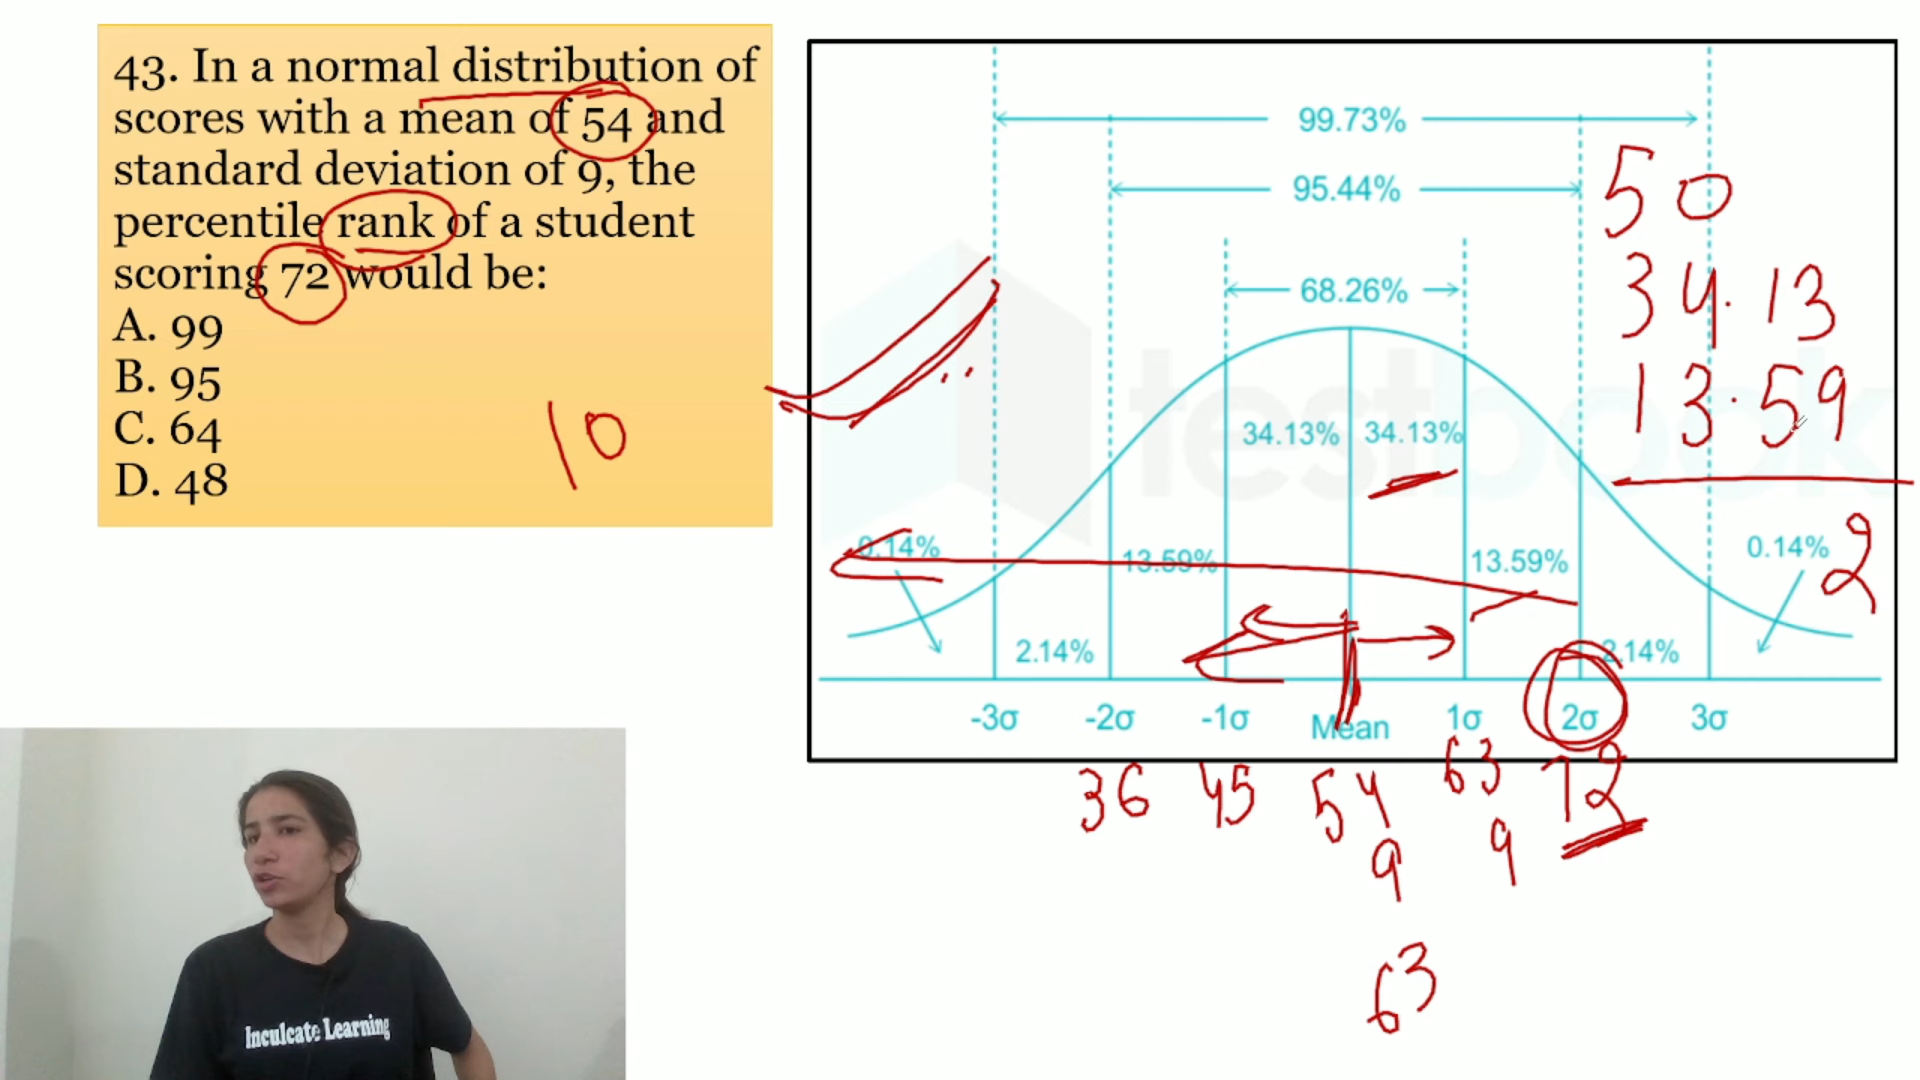 43. In a normal distribution of
scores with a mean of 54 and
standard deviation of 9, the
percentile rank of a student
scoring 72 would be:
A. 99
B. 95
C. 64
D. 48
10
99.73%
95.44%
68.26%
testbook
34.13% 34.13%
0.14% 13.59% 13.59% 0.14%
2.14% 2.14%
-3σ -2σ -1σ Mean 1σ 2σ 3σ
50
34.13
13.59
2
36 45 54 63 72
9 9
63
Inculcate Learning